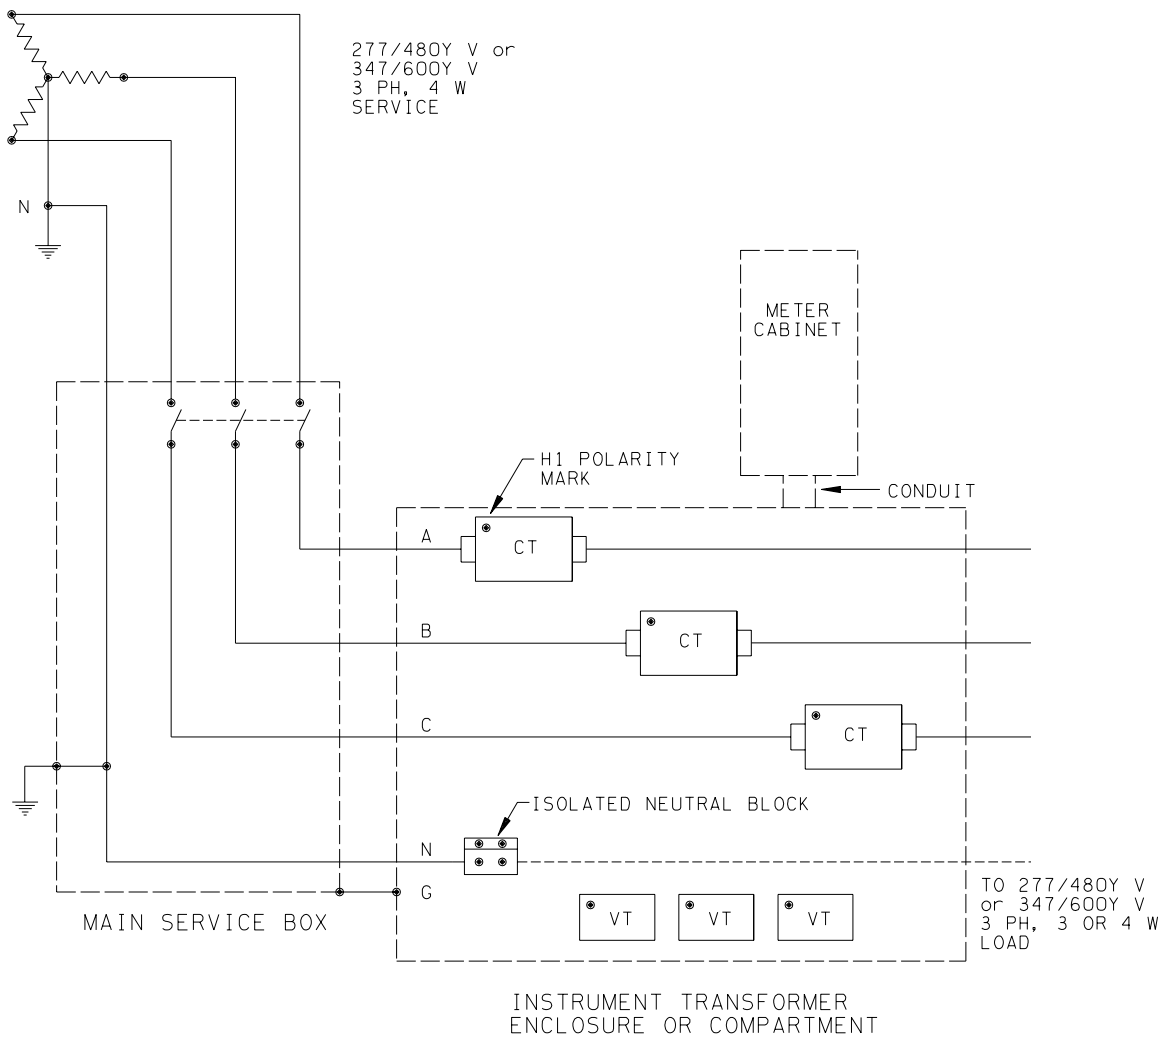 277/480Y V or
347/600Y V
3 PH, 4 W
SERVICE
N
METER
CABINET
H1 POLARITY
MARK
CONDUIT
A
CT
B
CT
C
CT
ISOLATED NEUTRAL BLOCK
N
G
TO 277/480Y V
or 347/600Y V
3 PH, 3 OR 4 W
LOAD
VT VT VT
MAIN SERVICE BOX
INSTRUMENT TRANSFORMER
ENCLOSURE OR COMPARTMENT